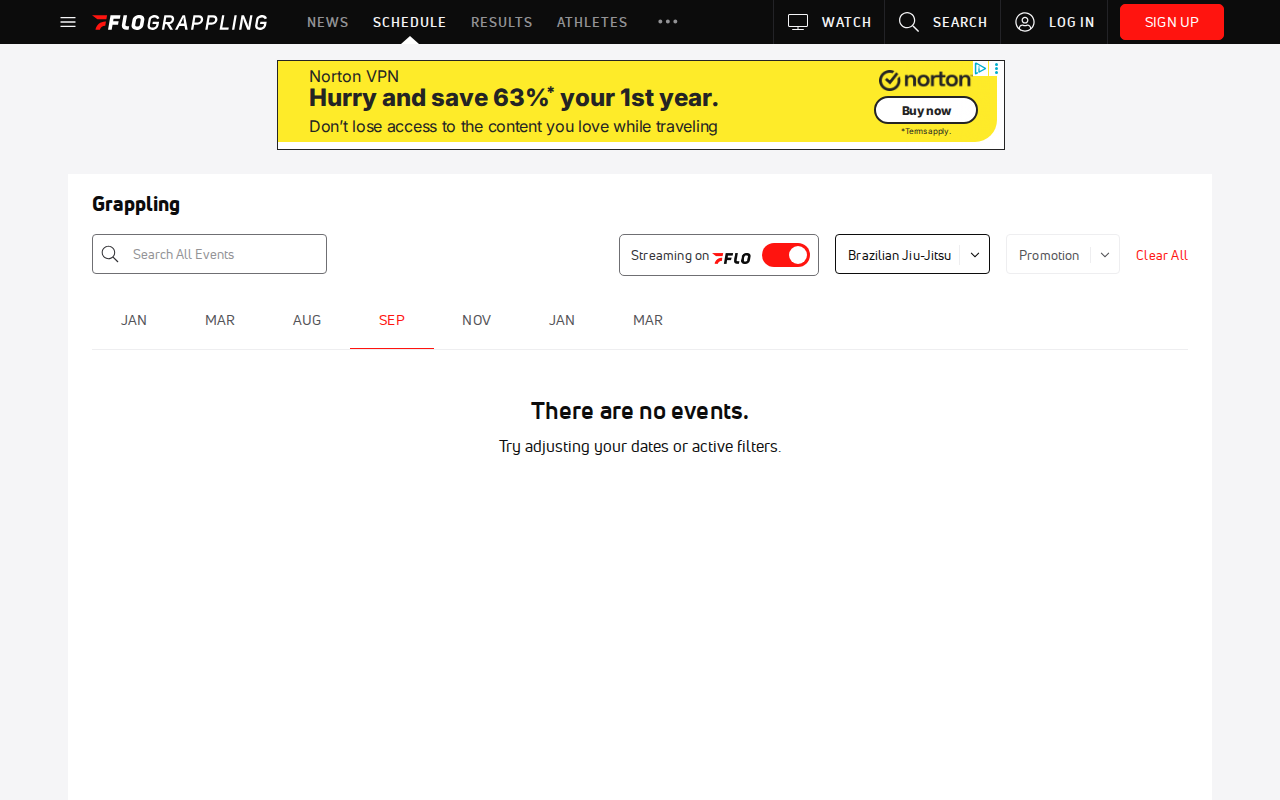 FLOGRAPPLING NEWS SCHEDULE RESULTS ATHLETES WATCH SEARCH LOG IN SIGN UP
Norton VPN
Hurry and save 63%* your 1st year.
Don't lose access to the content you love while traveling
norton
Buy now
*Terms apply.
Grappling
Search All Events
Streaming on FLO
Brazilian Jiu-Jitsu
Promotion
Clear All
JAN MAR AUG SEP NOV JAN MAR
There are no events.
Try adjusting your dates or active filters.